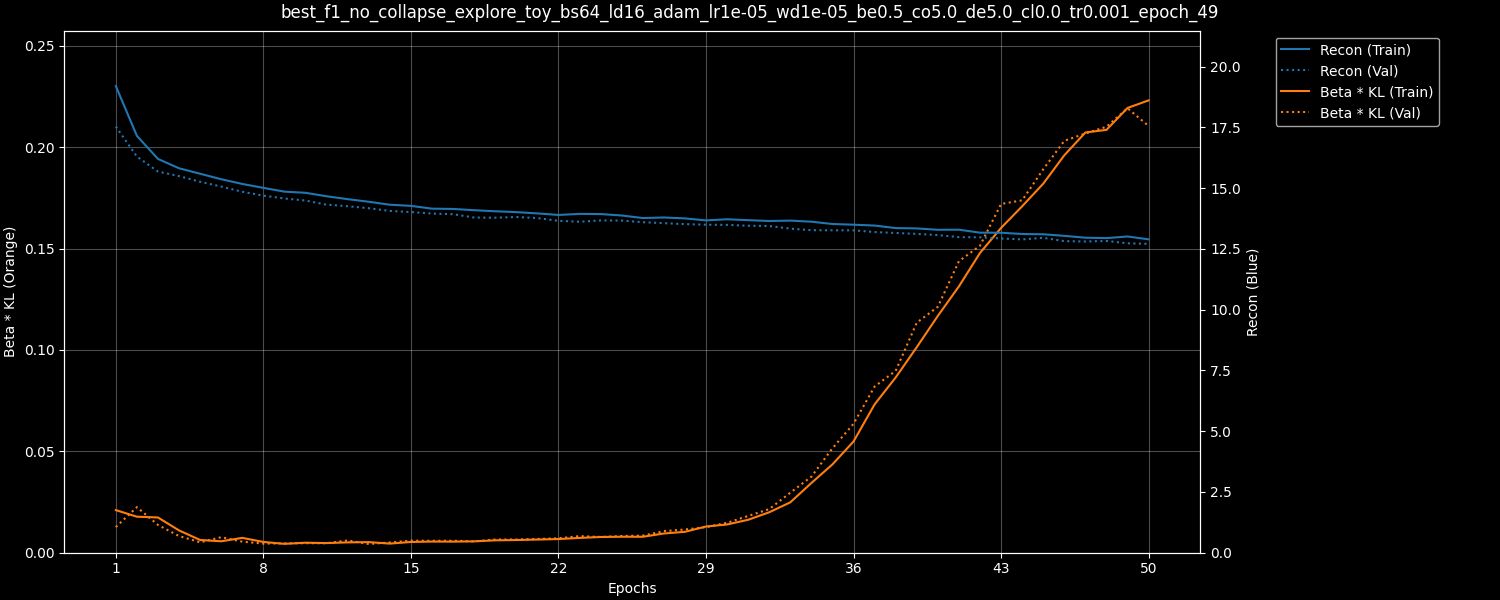 best_f1_no_collapse_explore_toy_bs64_ld16_adam_lr1e-05_wd1e-05_be0.5_co5.0_de5.0_cl0.0_tr0.001_epoch_49
Recon (Train)
Recon (Val)
Beta * KL (Train)
Beta * KL (Val)
Beta * KL (Orange)
0.25
0.20
0.15
0.10
0.05
0.00
20.0
17.5
15.0
12.5
10.0
7.5
5.0
2.5
0.0
Recon (Blue)
1 8 15 22 29 36 43 50
Epochs